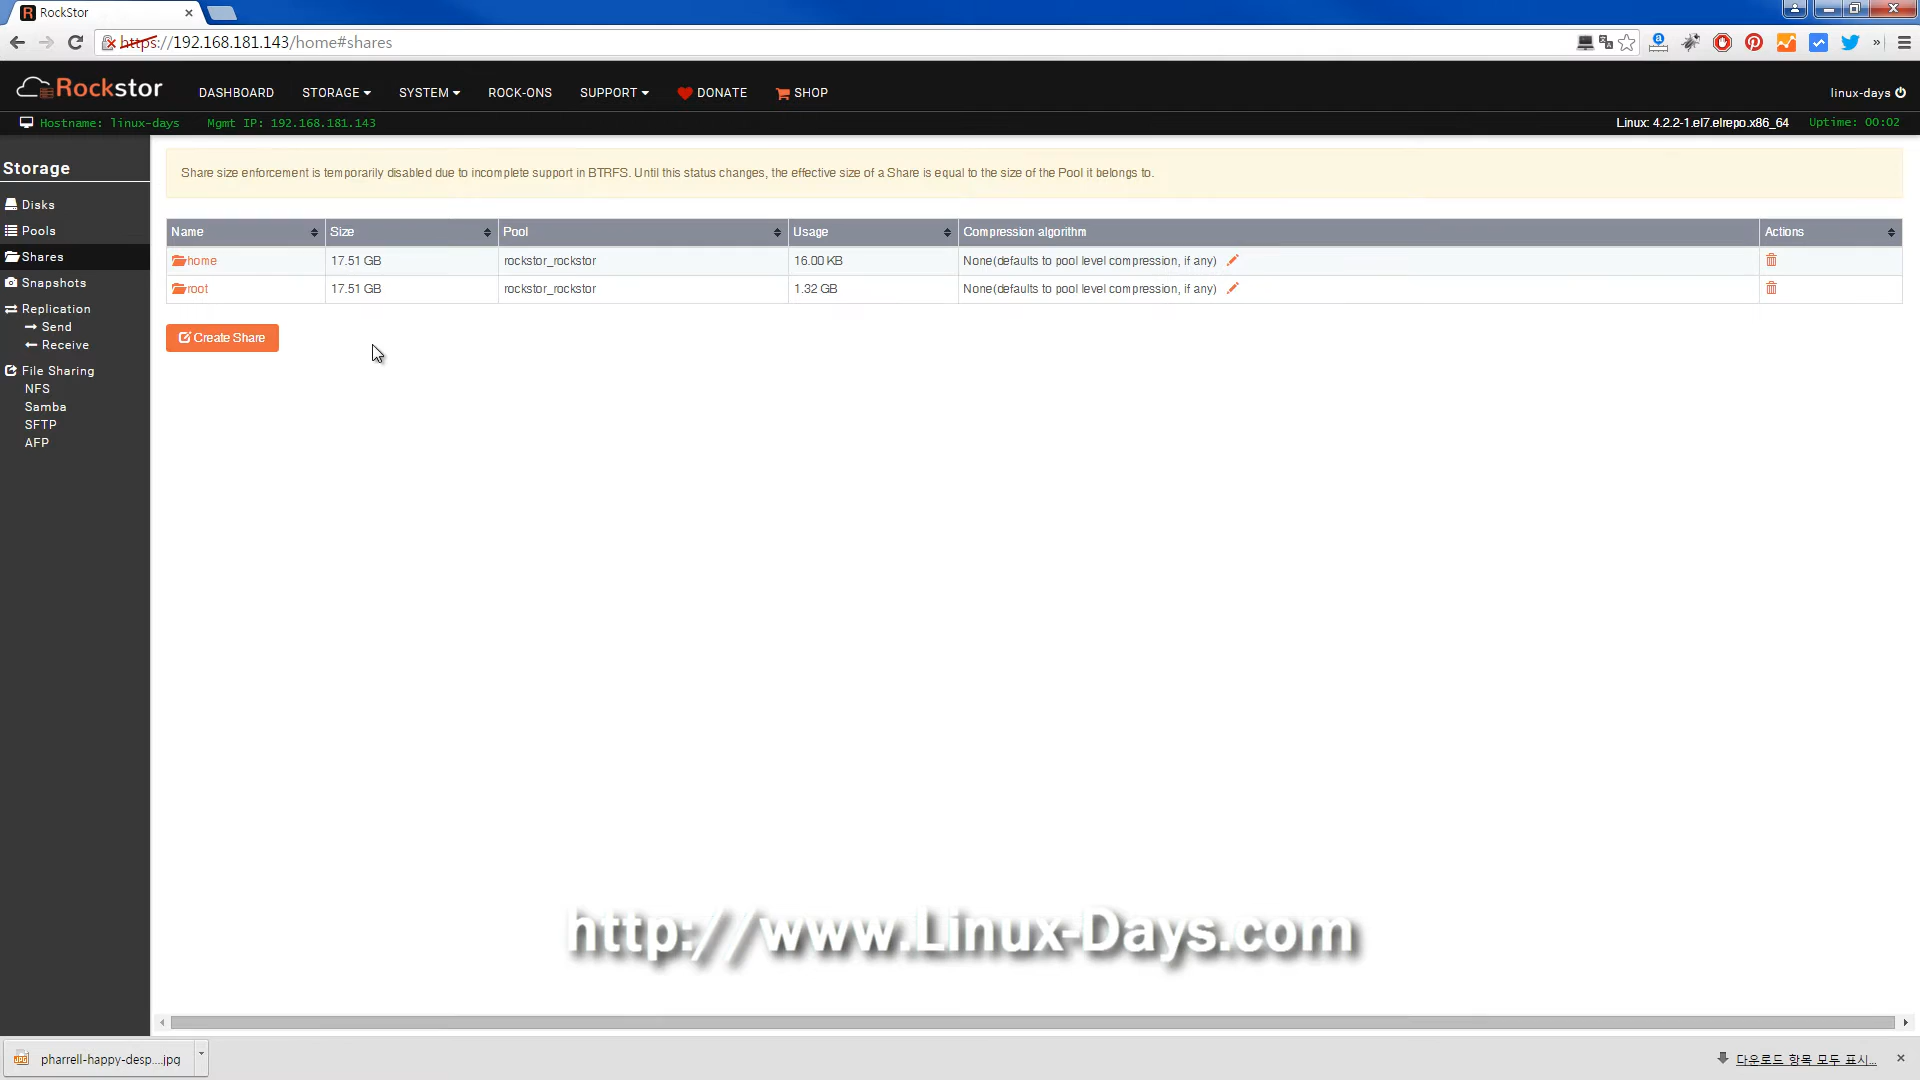 RockStor
https://192.168.181.143/home#shares
Rockstor
DASHBOARD STORAGE SYSTEM ROCK-ONS SUPPORT DONATE SHOP
linux-days
Hostname: linux-days Mgmt IP: 192.168.181.143
Linux: 4.2.2-1.el7.elrepo.x86_64 Uptime: 00:02
Storage
Disks
Pools
Shares
Snapshots
Replication
Send
Receive
File Sharing
NFS
Samba
SFTP
AFP
Share size enforcement is temporarily disabled due to incomplete support in BTRFS. Until this status changes, the effective size of a Share is equal to the size of the Pool it belongs to.
Name Size Pool Usage Compression algorithm Actions
home 17.51 GB rockstor_rockstor 16.00 KB None(defaults to pool level compression, if any)
root 17.51 GB rockstor_rockstor 1.32 GB None(defaults to pool level compression, if any)
Create Share
http://www.Linux-Days.com
pharrell-happy-desp....jpg
다운로드 항목 모두 표시...